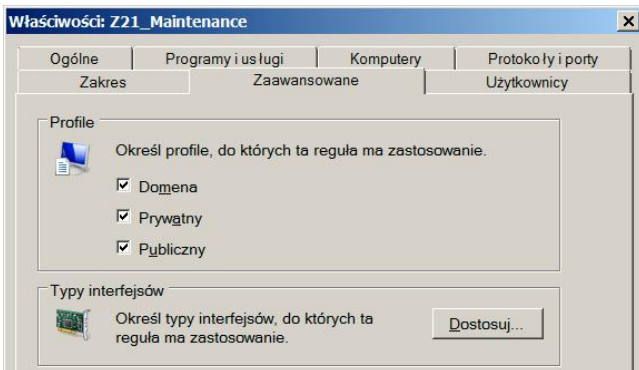 Właściwości: Z21_Maintenance
Ogólne
Programy i usługi
Komputery
Protokoły i porty
Zakres
Zaawansowane
Użytkownicy
Profile
Określ profile, do których ta reguła ma zastosowanie.
Domena
Prywatny
Publiczny
Typy interfejsów
Określ typy interfejsów, do których ta
reguła ma zastosowanie.
Dostosuj...